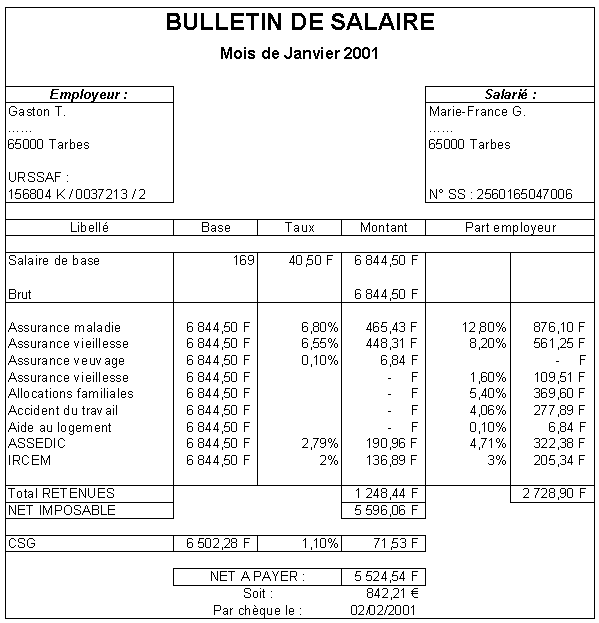 BULLETIN DE SALAIRE
Mois de Janvier 2001
Employeur : Salarié :
Gaston T. Marie-France G.
...... ......
65000 Tarbes 65000 Tarbes
URSSAF :
156804 K / 0037213 / 2 N° SS : 2560165047006
Libellé Base Taux Montant Part employeur
Salaire de base 169 40,50 F 6 844,50 F
Brut 6 844,50 F
Assurance maladie 6 844,50 F 6,80% 465,43 F 12,80% 876,10 F
Assurance vieillesse 6 844,50 F 6,55% 448,31 F 8,20% 561,25 F
Assurance veuvage 6 844,50 F 0,10% 6,84 F - F
Assurance vieillesse 6 844,50 F - F 1,60% 109,51 F
Allocations familiales 6 844,50 F - F 5,40% 369,60 F
Accident du travail 6 844,50 F - F 4,06% 277,89 F
Aide au logement 6 844,50 F - F 0,10% 6,84 F
ASSEDIC 6 844,50 F 2,79% 190,96 F 4,71% 322,38 F
IRCEM 6 844,50 F 2% 136,89 F 3% 205,34 F
Total RETENUES 1 248,44 F 2 728,90 F
NET IMPOSABLE 5 596,06 F
CSG 6 502,28 F 1,10% 71,53 F
NET A PAYER : 5 524,54 F
Soit : 842,21 €
Par chèque le : 02/02/2001